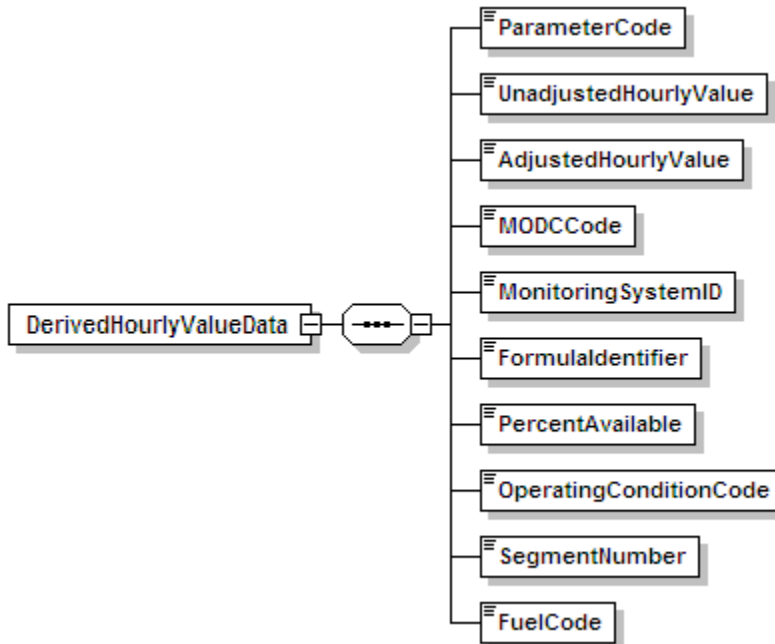 ParameterCode
UnadjustedHourlyValue
AdjustedHourlyValue
MODCCode
MonitoringSystemID
DerivedHourlyValueData
FormulaIdentifier
PercentAvailable
OperatingConditionCode
SegmentNumber
FuelCode